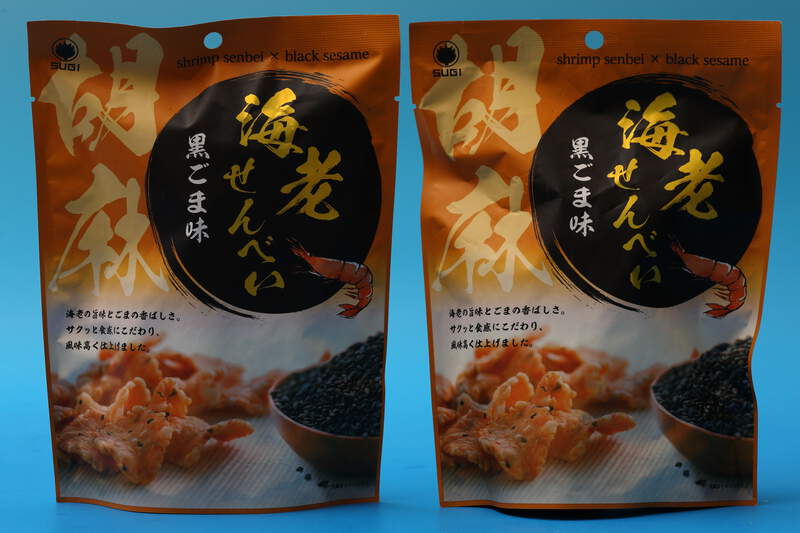 SUGI
shrimp senbei × black sesame
胡麻
海老
せんべい
黒ごま味
海老の旨味とごまの香ばしさ。
サクッと食感にこだわり、
風味高く仕上げました。
SUGI
shrimp senbei × black sesame
胡麻
海老
せんべい
黒ごま味
海老の旨味とごまの香ばしさ。
サクッと食感にこだわり、
風味高く仕上げました。